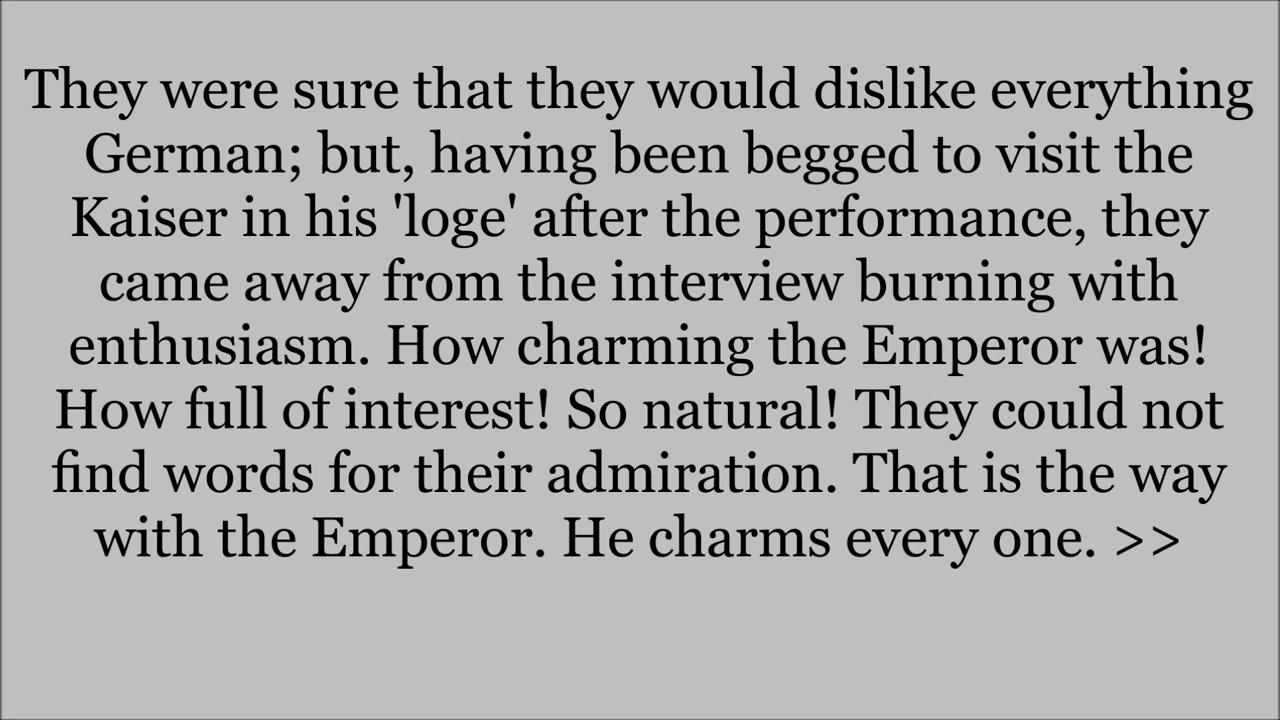 They were sure that they would dislike everything
German; but, having been begged to visit the
Kaiser in his 'loge' after the performance, they
came away from the interview burning with
enthusiasm. How charming the Emperor was!
How full of interest! So natural! They could not
find words for their admiration. That is the way
with the Emperor. He charms every one. >>